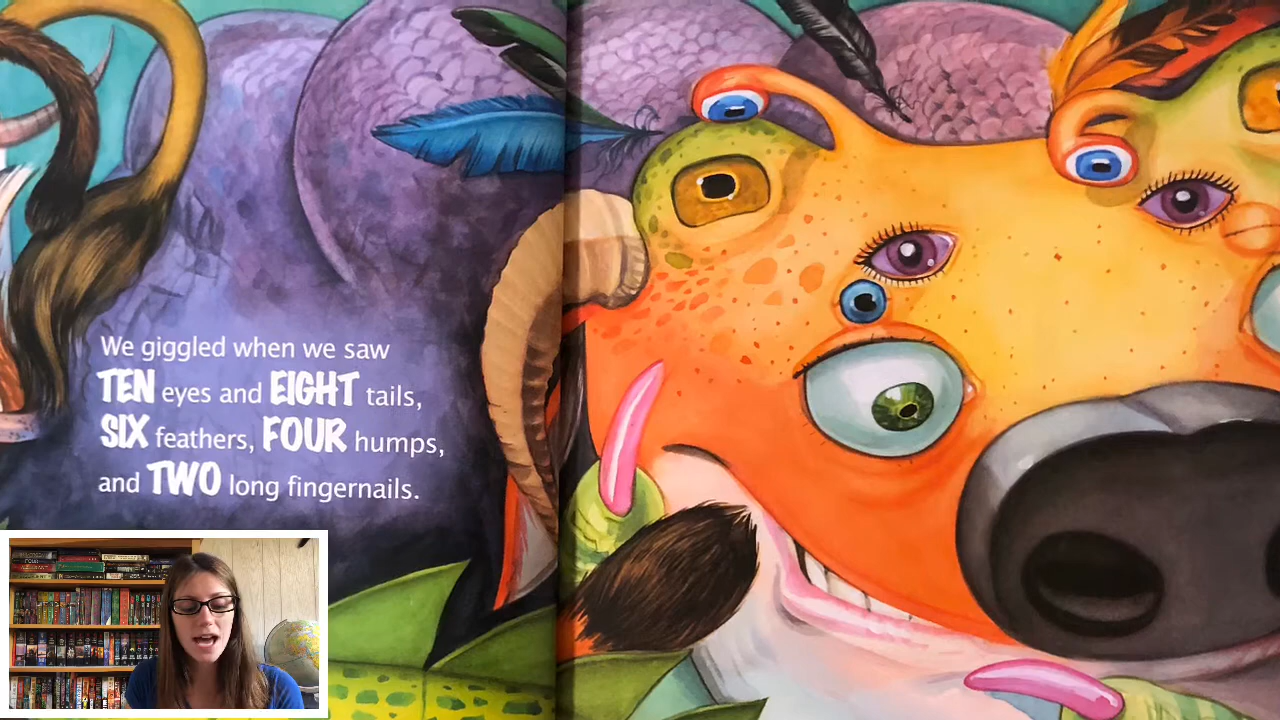 We giggled when we saw
TEN eyes and EIGHT tails,
SIX feathers, FOUR humps,
and TWO long fingernails.